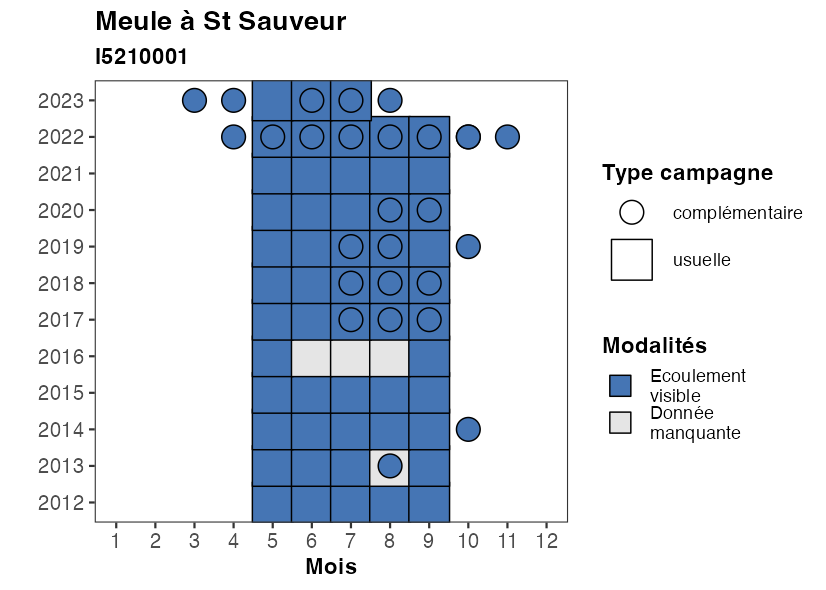 Meule à St Sauveur
I5210001
2023
2022
2021
2020
2019
2018
2017
2016
2015
2014
2013
2012
1 2 3 4 5 6 7 8 9 10 11 12
Mois
Type campagne
complémentaire
usuelle
Modalités
Ecoulement
visible
Donnée
manquante